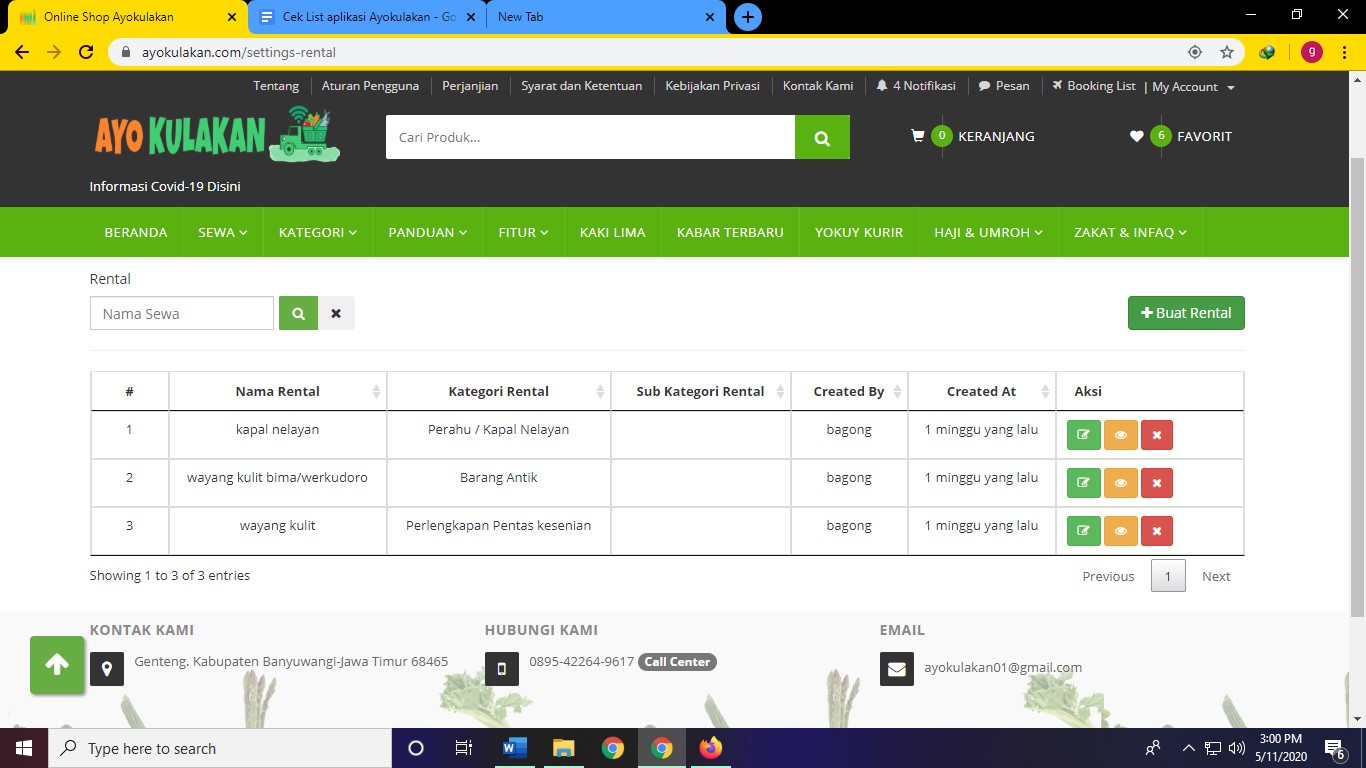 Online Shop Ayokulakan
Cek List aplikasi Ayokulakan - Go
New Tab
ayokulakan.com/settings-rental
g
Tentang
Aturan Pengguna
Perjanjian
Syarat dan Ketentuan
Kebijakan Privasi
Kontak Kami
4 Notifikasi
Pesan
Booking List
| My Account
AYO KULAKAN
Cari Produk...
0 KERANJANG
6 FAVORIT
Informasi Covid-19 Disini
BERANDA
SEWA
KATEGORI
PANDUAN
FITUR
KAKI LIMA
KABAR TERBARU
YOKUY KURIR
HAJI & UMROH
ZAKAT & INFAQ
Rental
Nama Sewa
Buat Rental
# Nama Rental Kategori Rental Sub Kategori Rental Created By Created At Aksi
1 kapal nelayan Perahu / Kapal Nelayan bagong 1 minggu yang lalu
2 wayang kulit bima/werkudoro Barang Antik bagong 1 minggu yang lalu
3 wayang kulit Perlengkapan Pentas kesenian bagong 1 minggu yang lalu
Showing 1 to 3 of 3 entries
Previous 1 Next
KONTAK KAMI
Genteng. Kabupaten Banyuwangi-Jawa Timur 68465
HUBUNGI KAMI
0895-42264-9617 Call Center
EMAIL
ayokulakan01@gmail.com
Type here to search
3:00 PM
5/11/2020
6